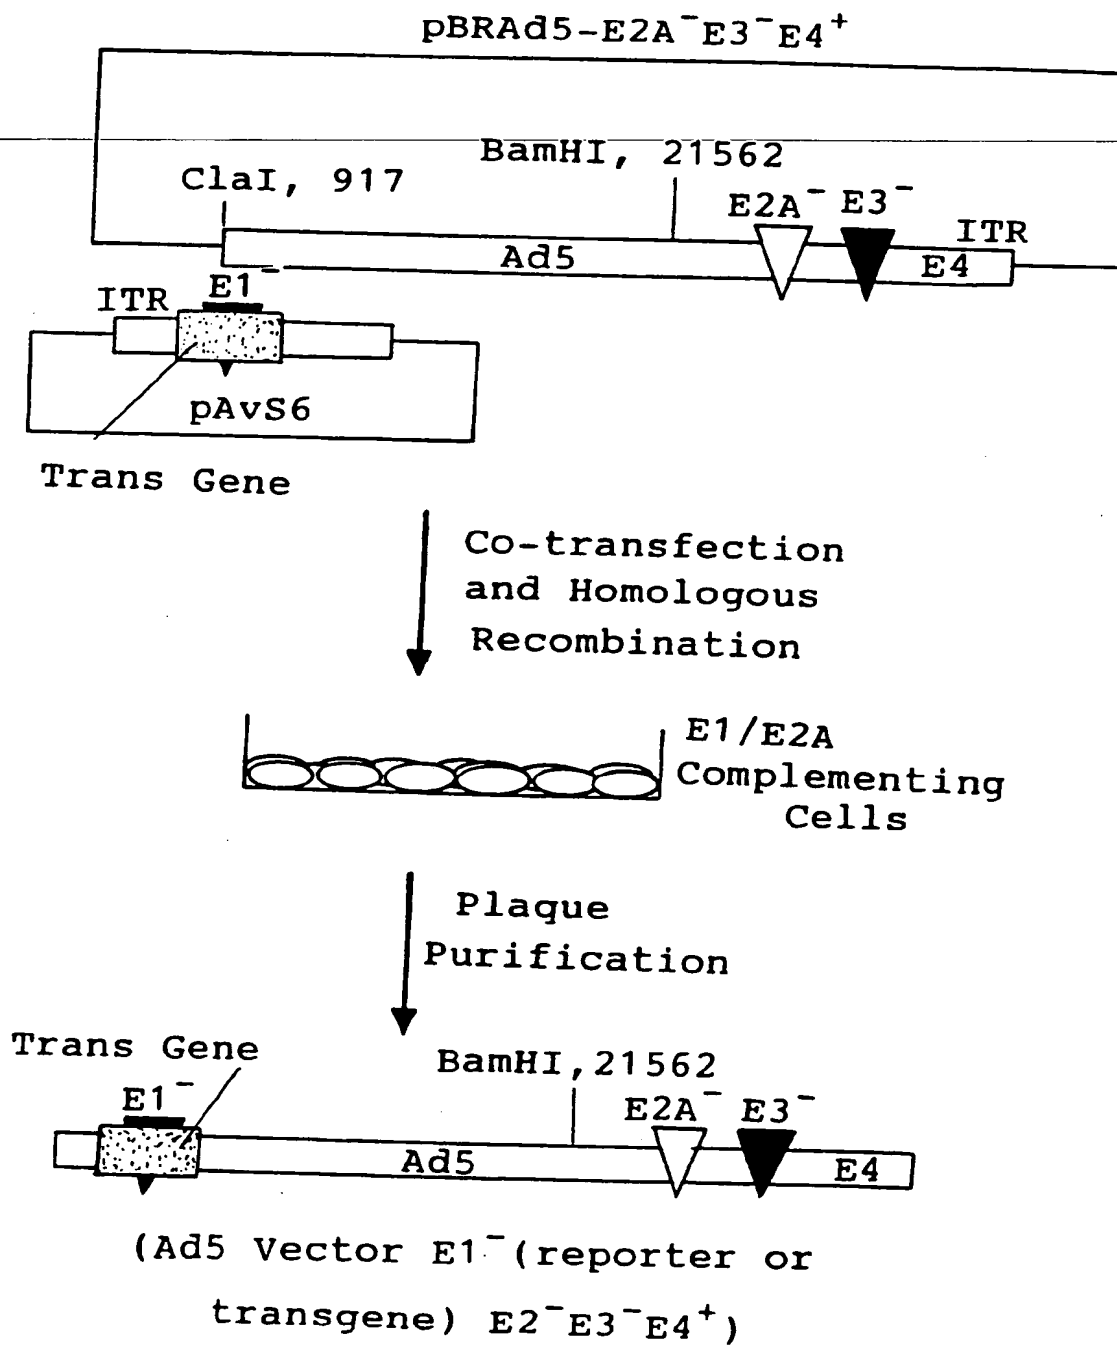 pBRAd5-E2A⁻E3⁻E4⁺
BamHI, 21562
ClaI, 917
E2A⁻ E3⁻
ITR
Ad5
E4
E1⁻
ITR
pAvS6
Trans Gene
Co-transfection
and Homologous
Recombination
E1/E2A
Complementing
Cells
Plaque
Purification
Trans Gene
BamHI,21562
E1⁻
E2A⁻ E3⁻
Ad5
E4
(Ad5 Vector E1⁻(reporter or
transgene) E2⁻E3⁻E4⁺)